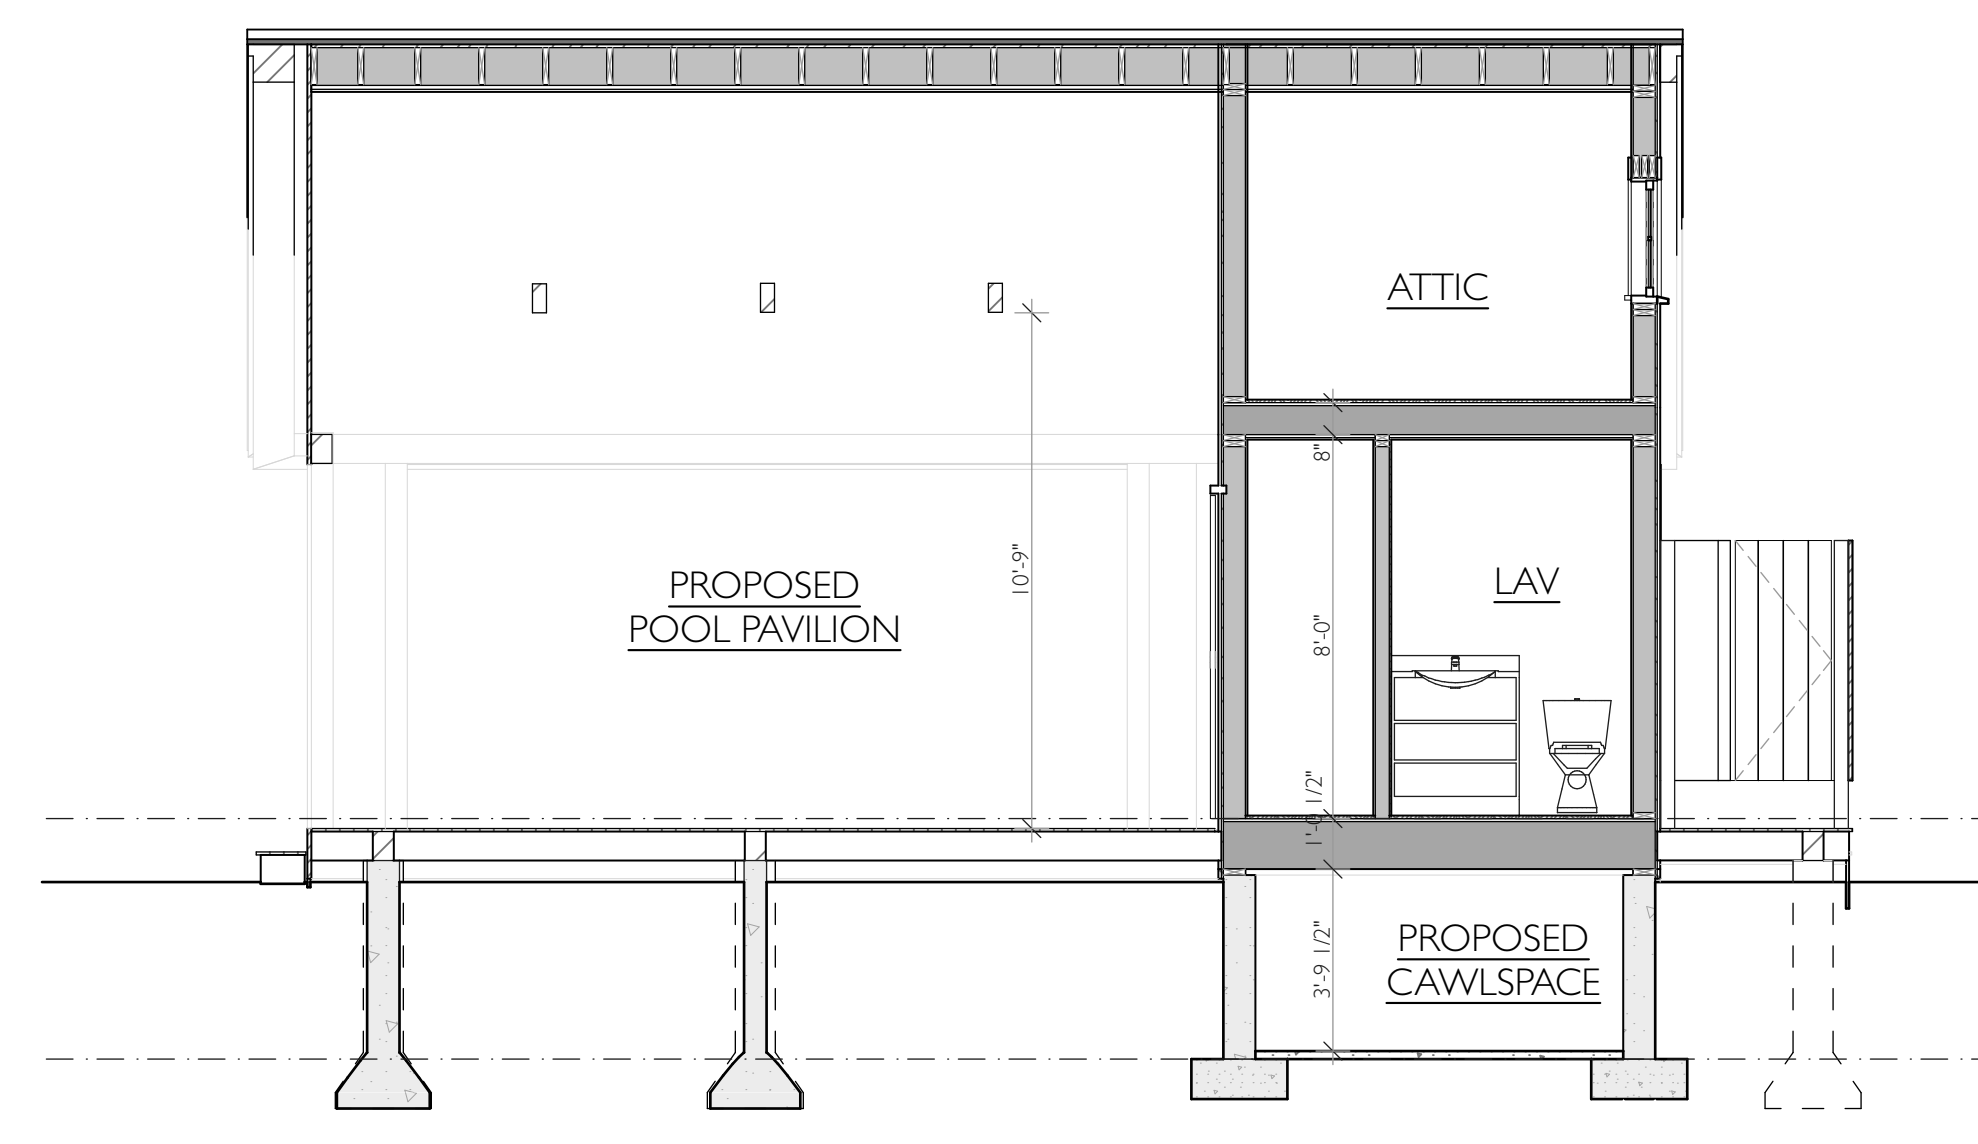 ATTIC
8"
10'-9"
PROPOSED
POOL PAVILION
LAV
8'-0"
1'-0 1/2"
PROPOSED
CAWLSPACE
3'-9 1/2"